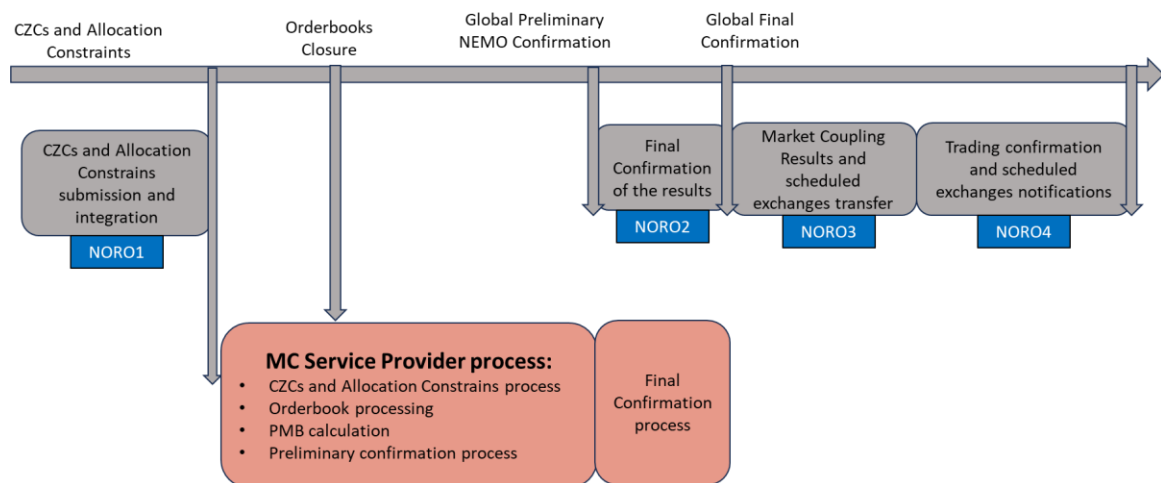 CZCs and Allocation
Constraints
Orderbooks
Closure
Global Preliminary
NEMO Confirmation
Global Final
Confirmation
CZCs and Allocation
Constrains
submission and
integration
NORO1
Final
Confirmation
of the results
NORO2
Market Coupling
Results and
scheduled
exchanges transfer
NORO3
Trading confirmation
and scheduled
exchanges notifications
NORO4
MC Service Provider process:
• CZCs and Allocation Constrains process
• Orderbook processing
• PMB calculation
• Preliminary confirmation process
Final
Confirmation
process